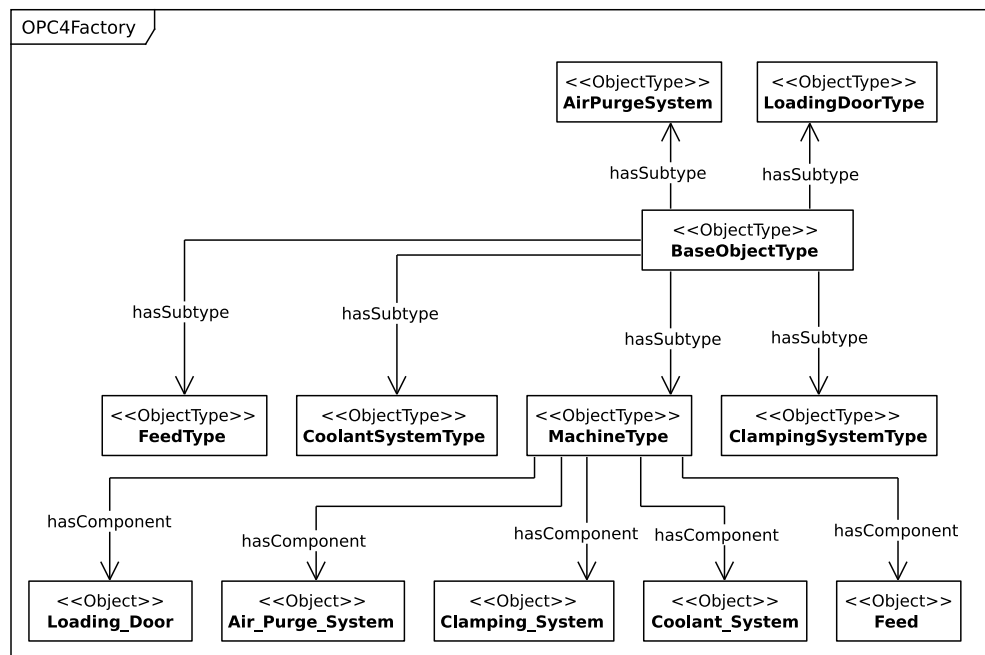 OPC4Factory
<<ObjectType>>
AirPurgeSystem
<<ObjectType>>
LoadingDoorType
hasSubtype
hasSubtype
<<ObjectType>>
BaseObjectType
hasSubtype
hasSubtype
hasSubtype
hasSubtype
<<ObjectType>>
FeedType
<<ObjectType>>
CoolantSystemType
<<ObjectType>>
MachineType
<<ObjectType>>
ClampingSystemType
hasComponent
hasComponent
hasComponent
hasComponent
hasComponent
<<Object>>
Loading_Door
<<Object>>
Air_Purge_System
<<Object>>
Clamping_System
<<Object>>
Coolant_System
<<Object>>
Feed